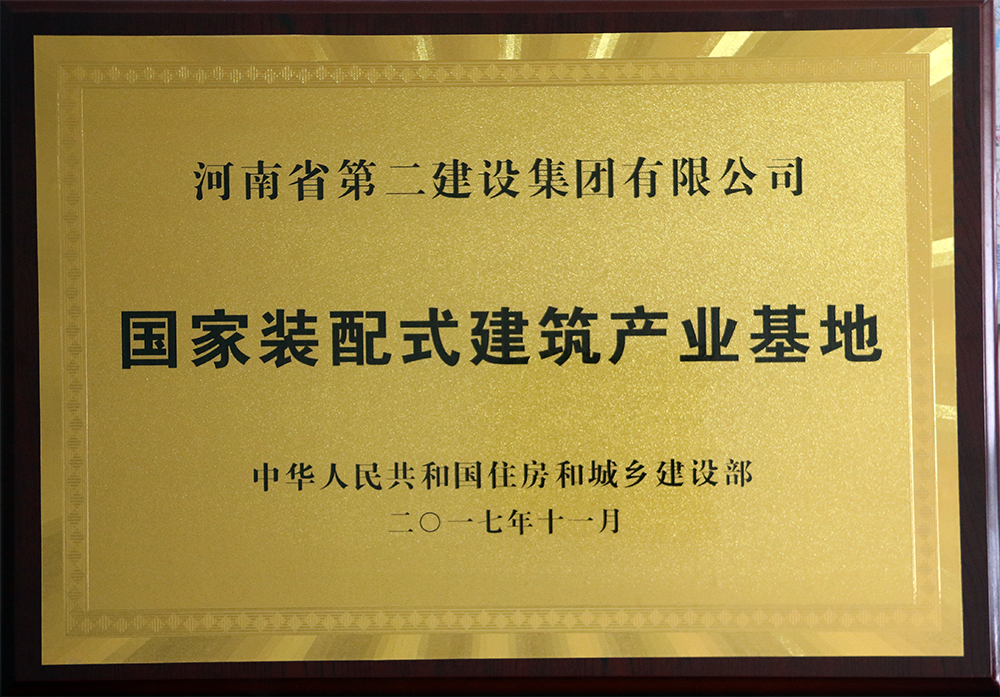 河南省第二建设集团有限公司
国家装配式建筑产业基地
中华人民共和国住房和城乡建设部
二〇一七年十一月